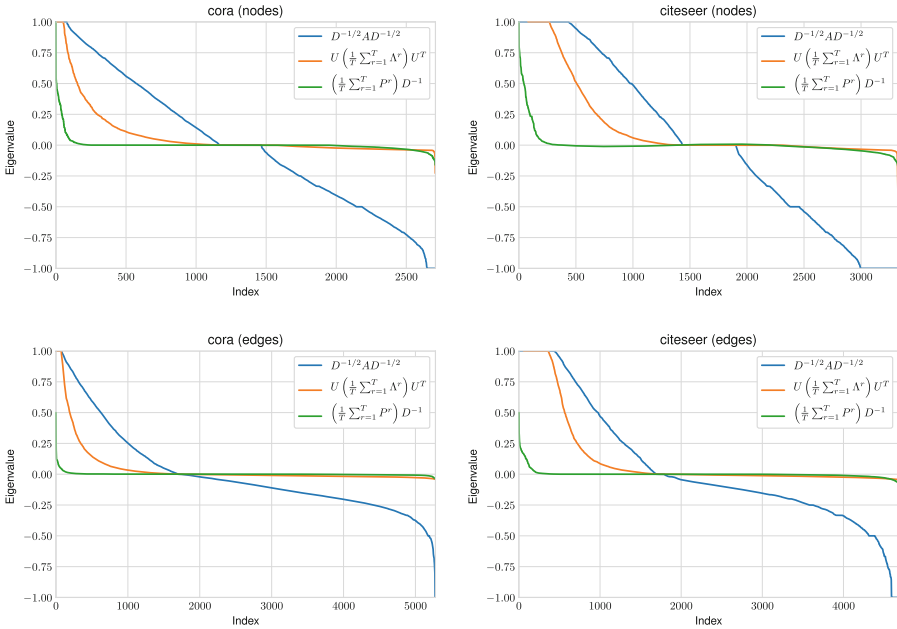 cora (nodes)
1.00
0.75
0.50
0.25
0.00
−0.25
−0.50
−0.75
−1.00
Eigenvalue
0
500
1000
1500
2000
2500
Index
D^{-1/2}AD^{-1/2}
U(1/T ∑_{r=1}^{T} Λ^r)U^T
(1/T ∑_{r=1}^{T} P^r)D^{-1}
citeseer (nodes)
1.00
0.75
0.50
0.25
0.00
−0.25
−0.50
−0.75
−1.00
Eigenvalue
0
500
1000
1500
2000
2500
3000
Index
D^{-1/2}AD^{-1/2}
U(1/T ∑_{r=1}^{T} Λ^r)U^T
(1/T ∑_{r=1}^{T} P^r)D^{-1}
cora (edges)
1.00
0.75
0.50
0.25
0.00
−0.25
−0.50
−0.75
−1.00
Eigenvalue
0
1000
2000
3000
4000
5000
Index
D^{-1/2}AD^{-1/2}
U(1/T ∑_{r=1}^{T} Λ^r)U^T
(1/T ∑_{r=1}^{T} P^r)D^{-1}
citeseer (edges)
1.00
0.75
0.50
0.25
0.00
−0.25
−0.50
−0.75
−1.00
Eigenvalue
0
1000
2000
3000
4000
Index
D^{-1/2}AD^{-1/2}
U(1/T ∑_{r=1}^{T} Λ^r)U^T
(1/T ∑_{r=1}^{T} P^r)D^{-1}